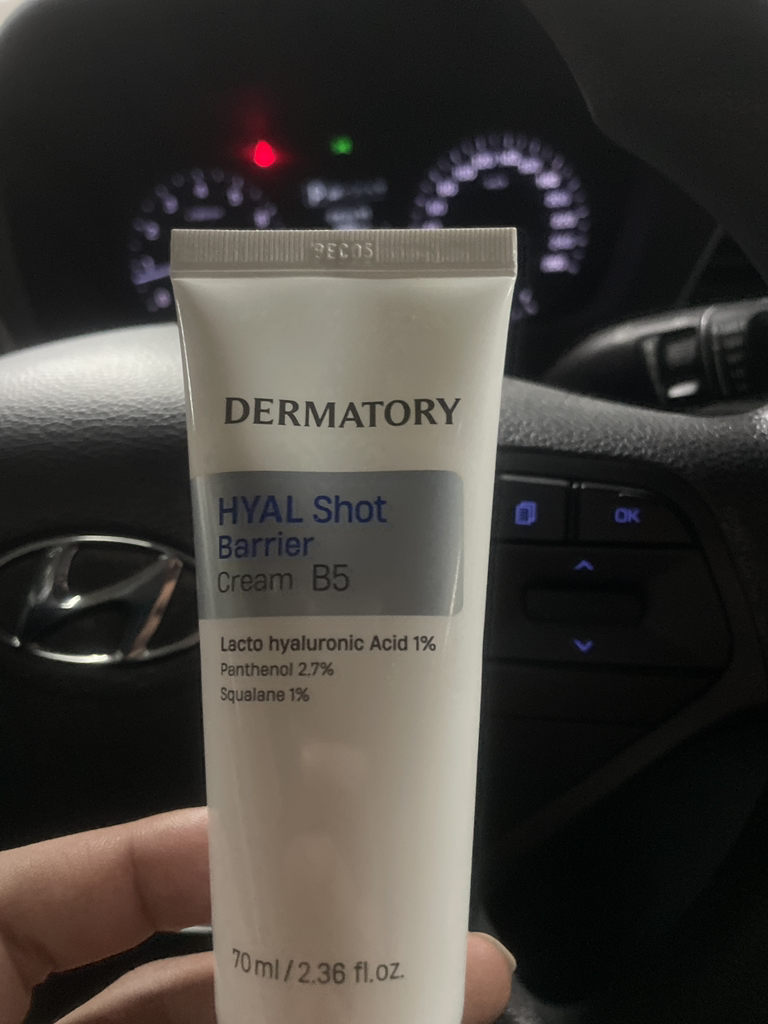 DERMATORY
HYAL Shot
Barrier
Cream B5
Lacto hyaluronic Acid 1%
Panthenol 2.7%
Squalane 1%
OK
70 ml / 2.36 fl.oz.